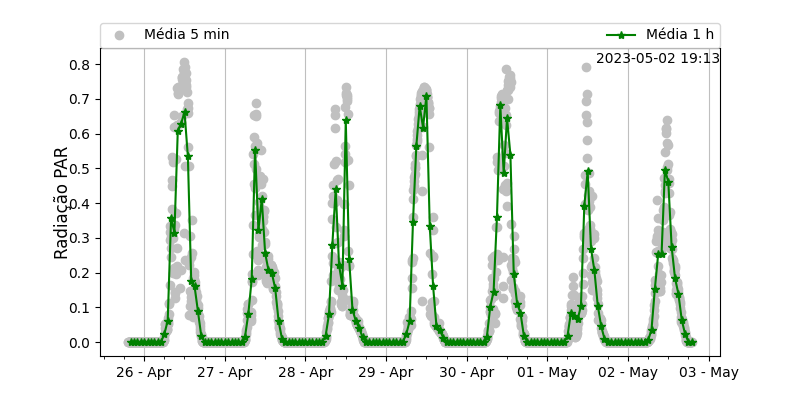 Média 5 min
Média 1 h
2023-05-02 19:13
Radiação PAR
0.8
0.7
0.6
0.5
0.4
0.3
0.2
0.1
0.0
26 - Apr
27 - Apr
28 - Apr
29 - Apr
30 - Apr
01 - May
02 - May
03 - May